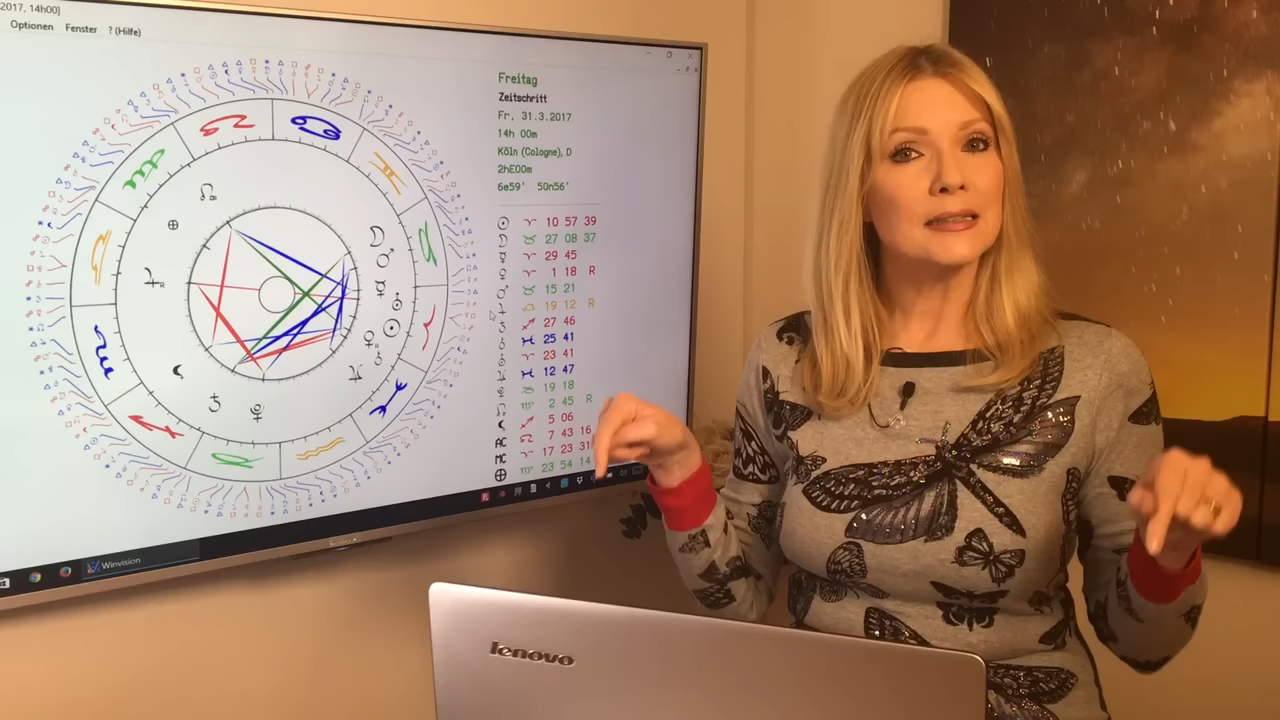 2017, 14h00]
Optionen Fenster ? (Hilfe)
Freitag
Zeitschritt
Fr, 31.3.2017
14h 00m
Köln (Cologne), D
2hE00m
6e59' 50n56'
☉ ♈ 10 57 39
☽ ♉ 27 08 37
☿ ♈ 29 45
♀ ♈ 1 18 R
♂ ♉ 15 21
♃ ♎ 19 12 R
♄ ♐ 27 46
⚷ ♓ 25 41
♅ ♈ 23 41
♆ ♓ 12 47
♇ ♑ 19 18
☊ ♍ 2 45 R
⚸ ♐ 5 06
AC ♌ 7 43 16
MC ♈ 17 23 31
⊕ ♍ 23 54 14
Winvision
lenovo